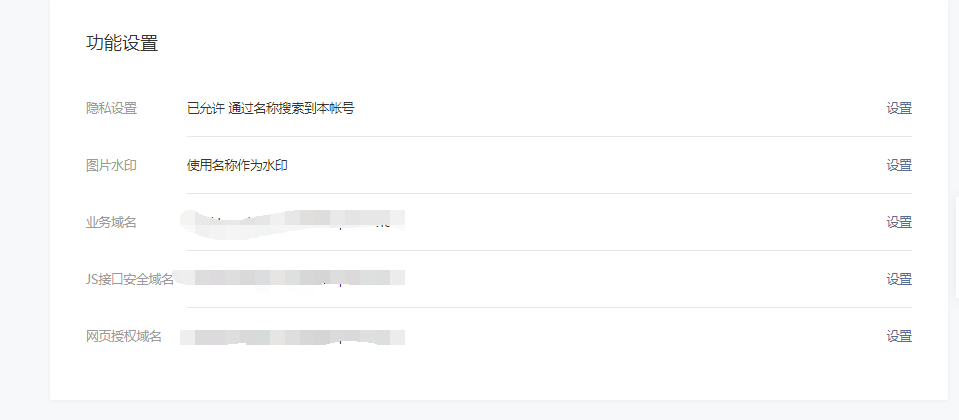 功能设置
隐私设置 已允许 通过名称搜索到本帐号 设置
图片水印 使用名称作为水印 设置
业务域名 设置
JS接口安全域名 设置
网页授权域名 设置